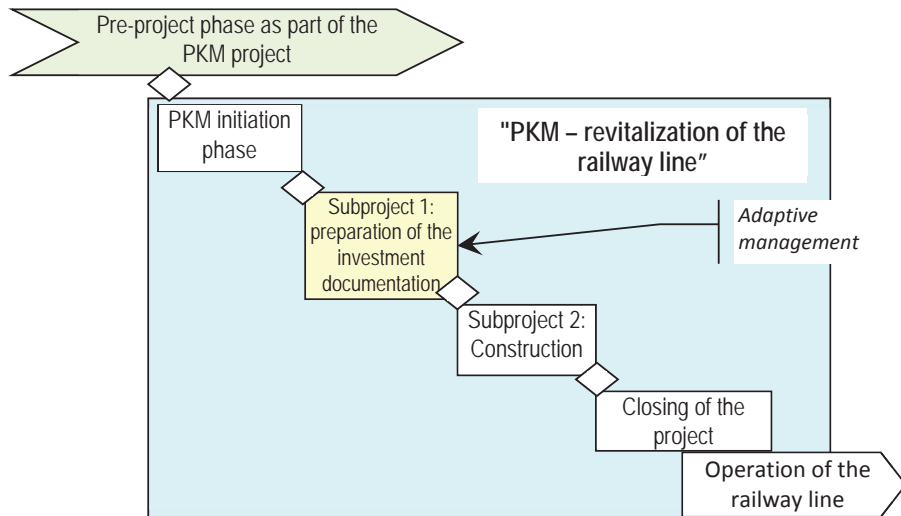 Pre-project phase as part of the
PKM project
PKM initiation
phase
"PKM – revitalization of the
railway line”
Subproject 1:
preparation of the
investment
documentation
Adaptive
management
Subproject 2:
Construction
Closing of the
project
Operation of the
railway line